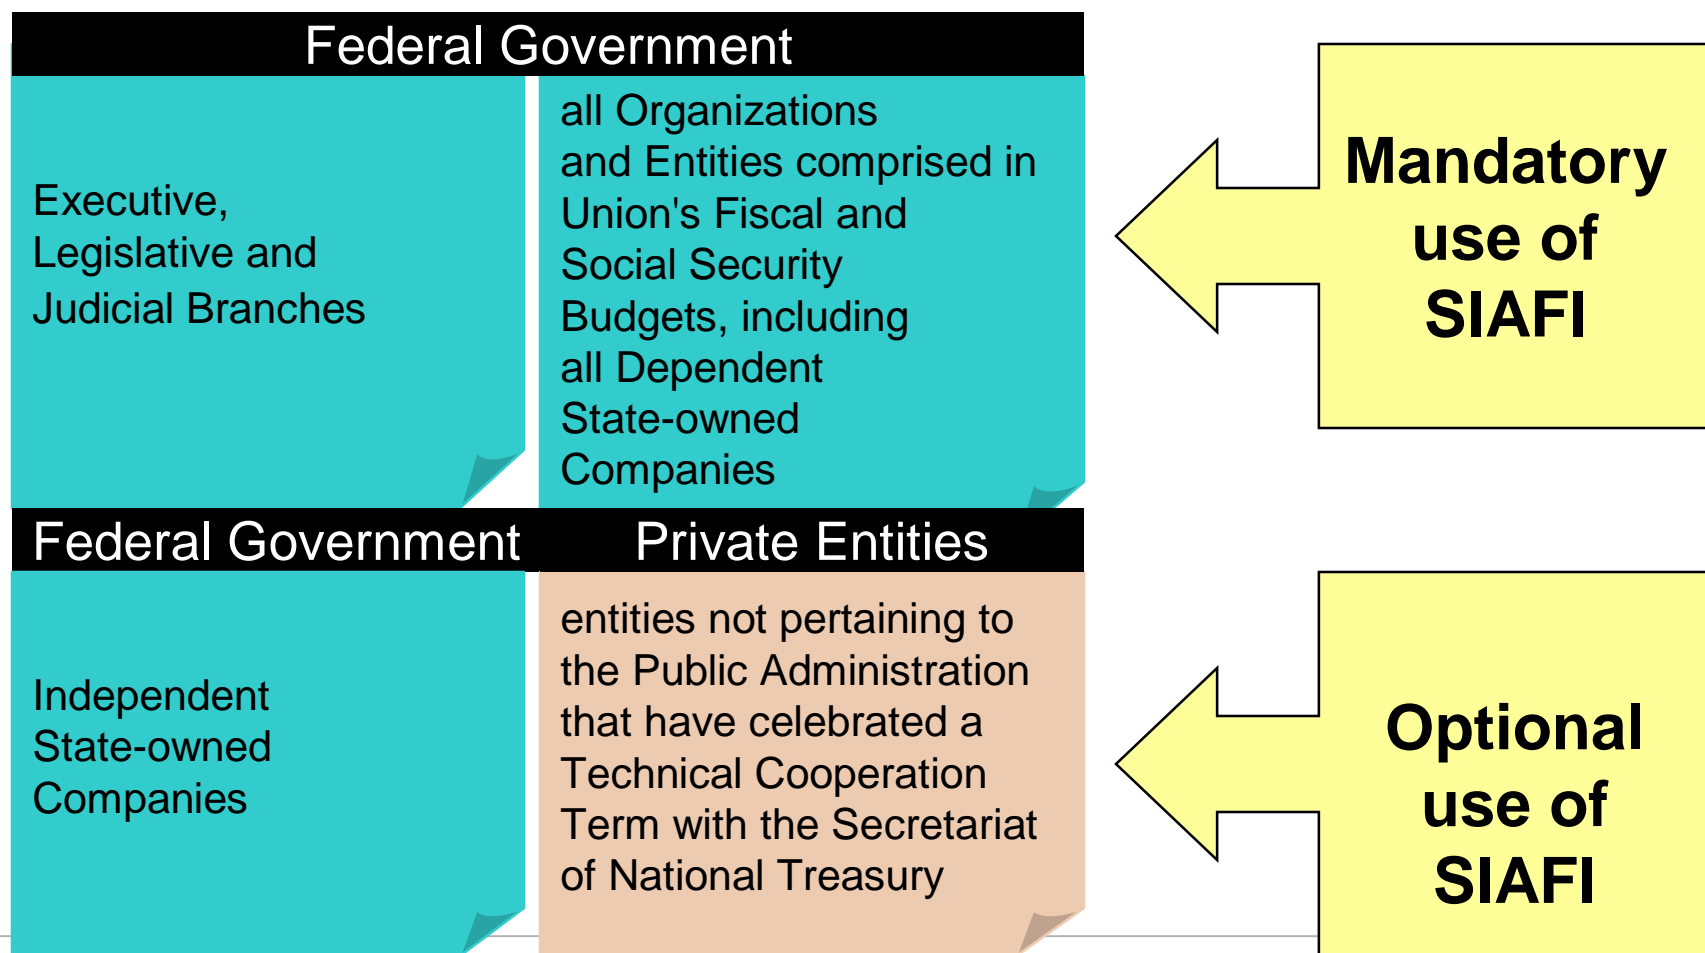 Federal Government
Executive,
Legislative and
Judicial Branches
all Organizations
and Entities comprised in
Union's Fiscal and
Social Security
Budgets, including
all Dependent
State-owned
Companies
Mandatory
use of
SIAFI
Federal Government
Private Entities
Independent
State-owned
Companies
entities not pertaining to
the Public Administration
that have celebrated a
Technical Cooperation
Term with the Secretariat
of National Treasury
Optional
use of
SIAFI